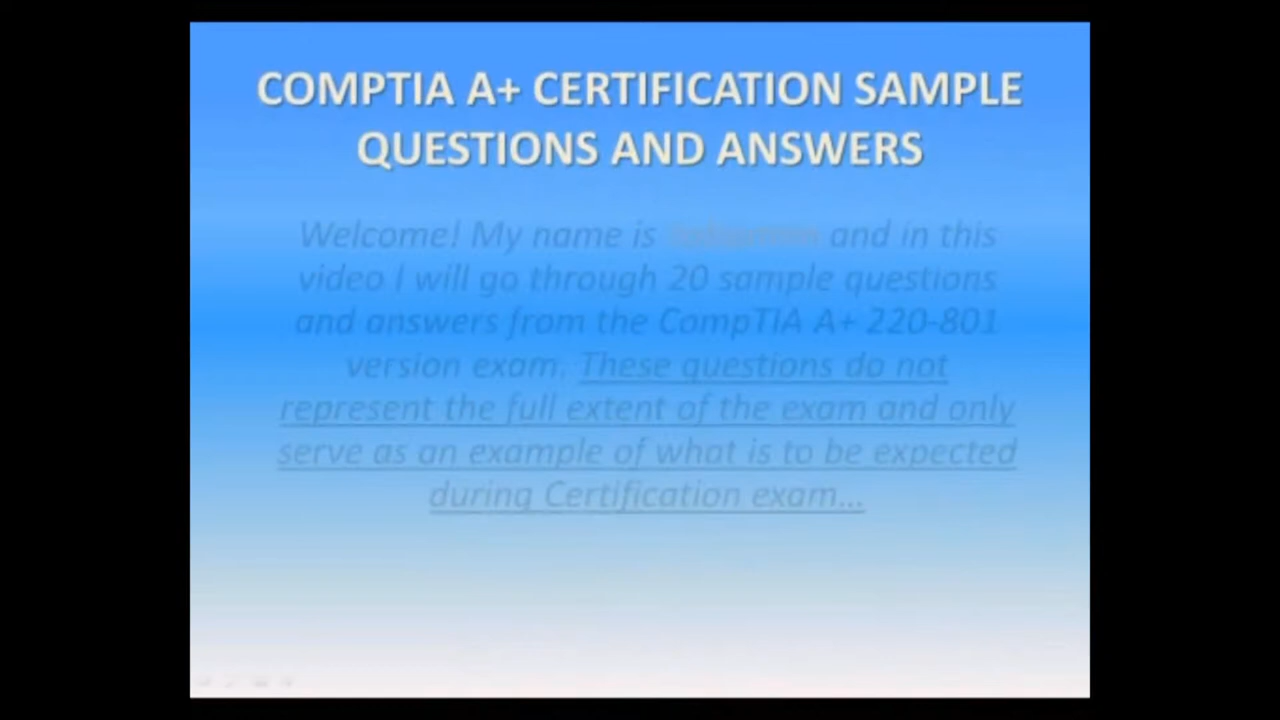 COMPTIA A+ CERTIFICATION SAMPLE
QUESTIONS AND ANSWERS
Welcome! My name is and in this
video I will go through 20 sample questions
and answers from the CompTIA A+ 220-801
version exam. These questions do not
represent the full extent of the exam and only
serve as an example of what is to be expected
during Certification exam...